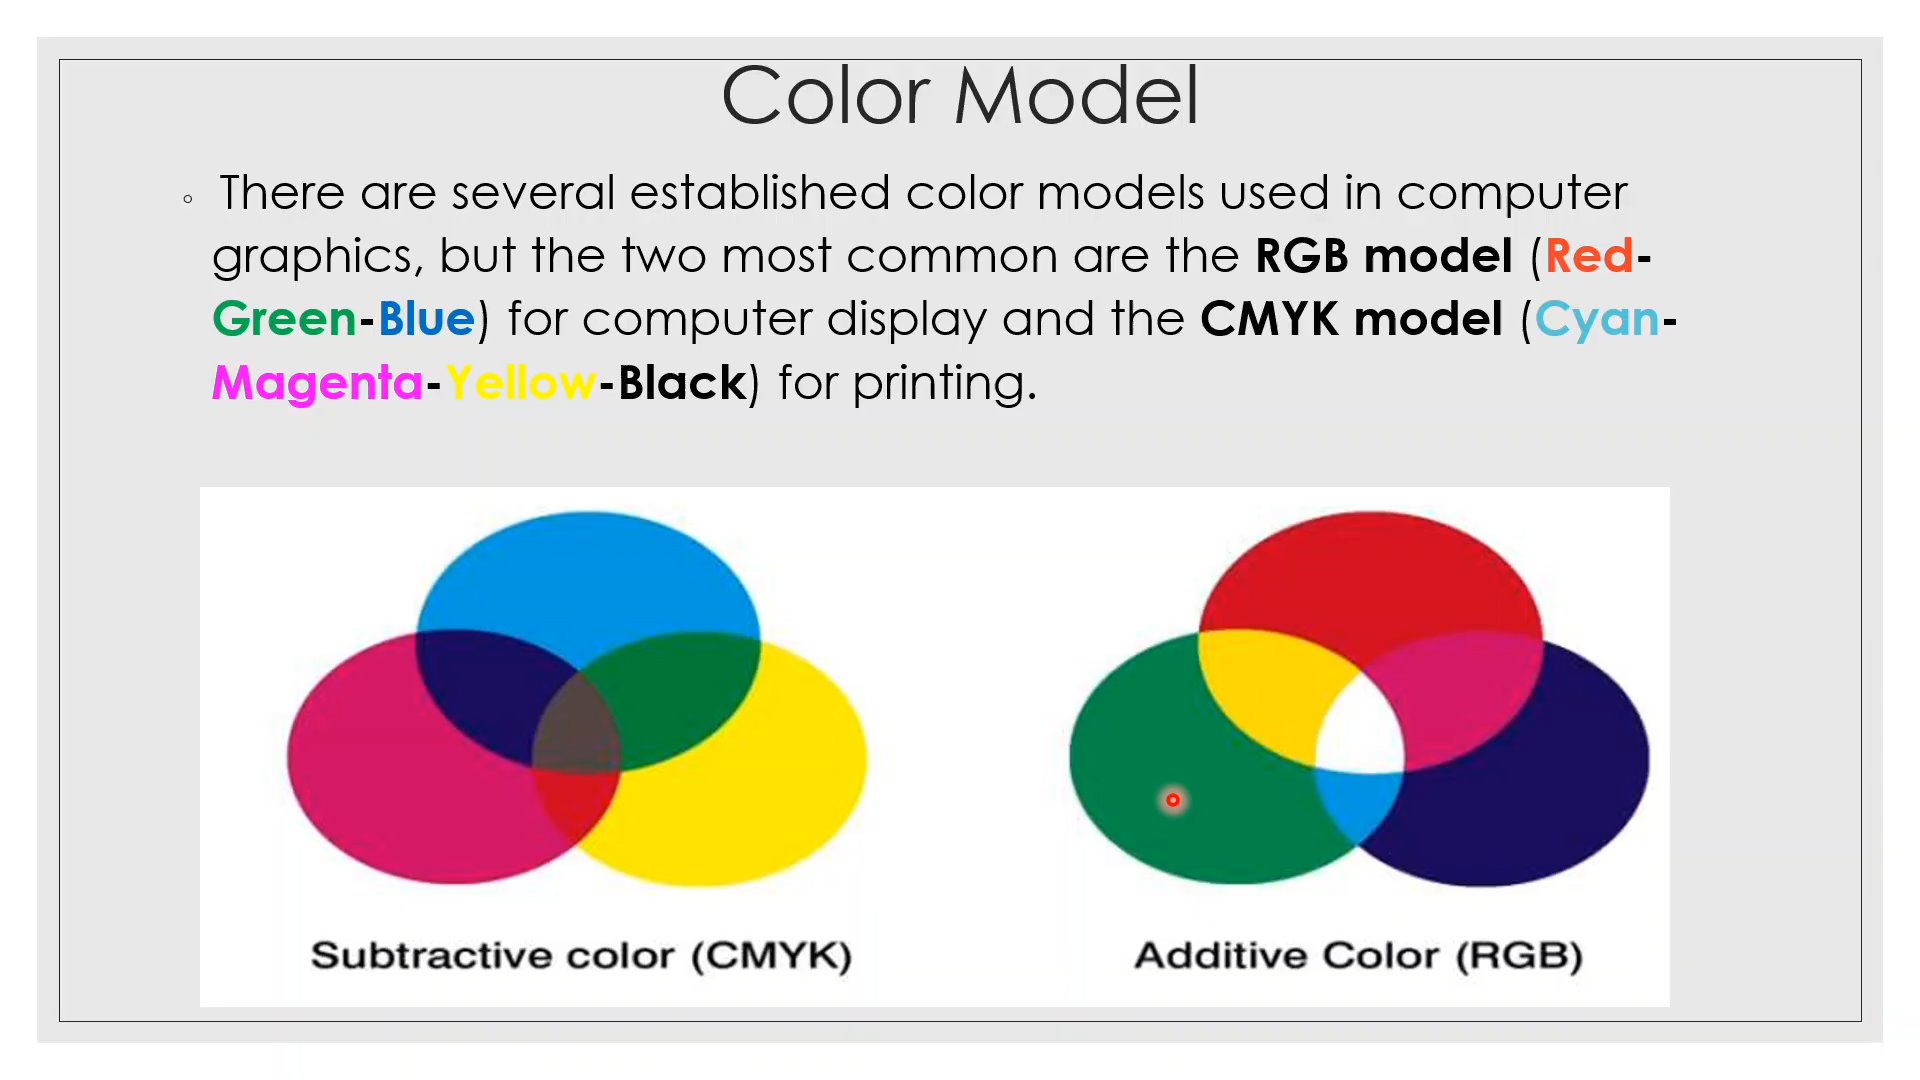 Color Model
◦ There are several established color models used in computer
graphics, but the two most common are the RGB model (Red-
Green-Blue) for computer display and the CMYK model (Cyan-
Magenta-Yellow-Black) for printing.
Subtractive color (CMYK)
Additive Color (RGB)